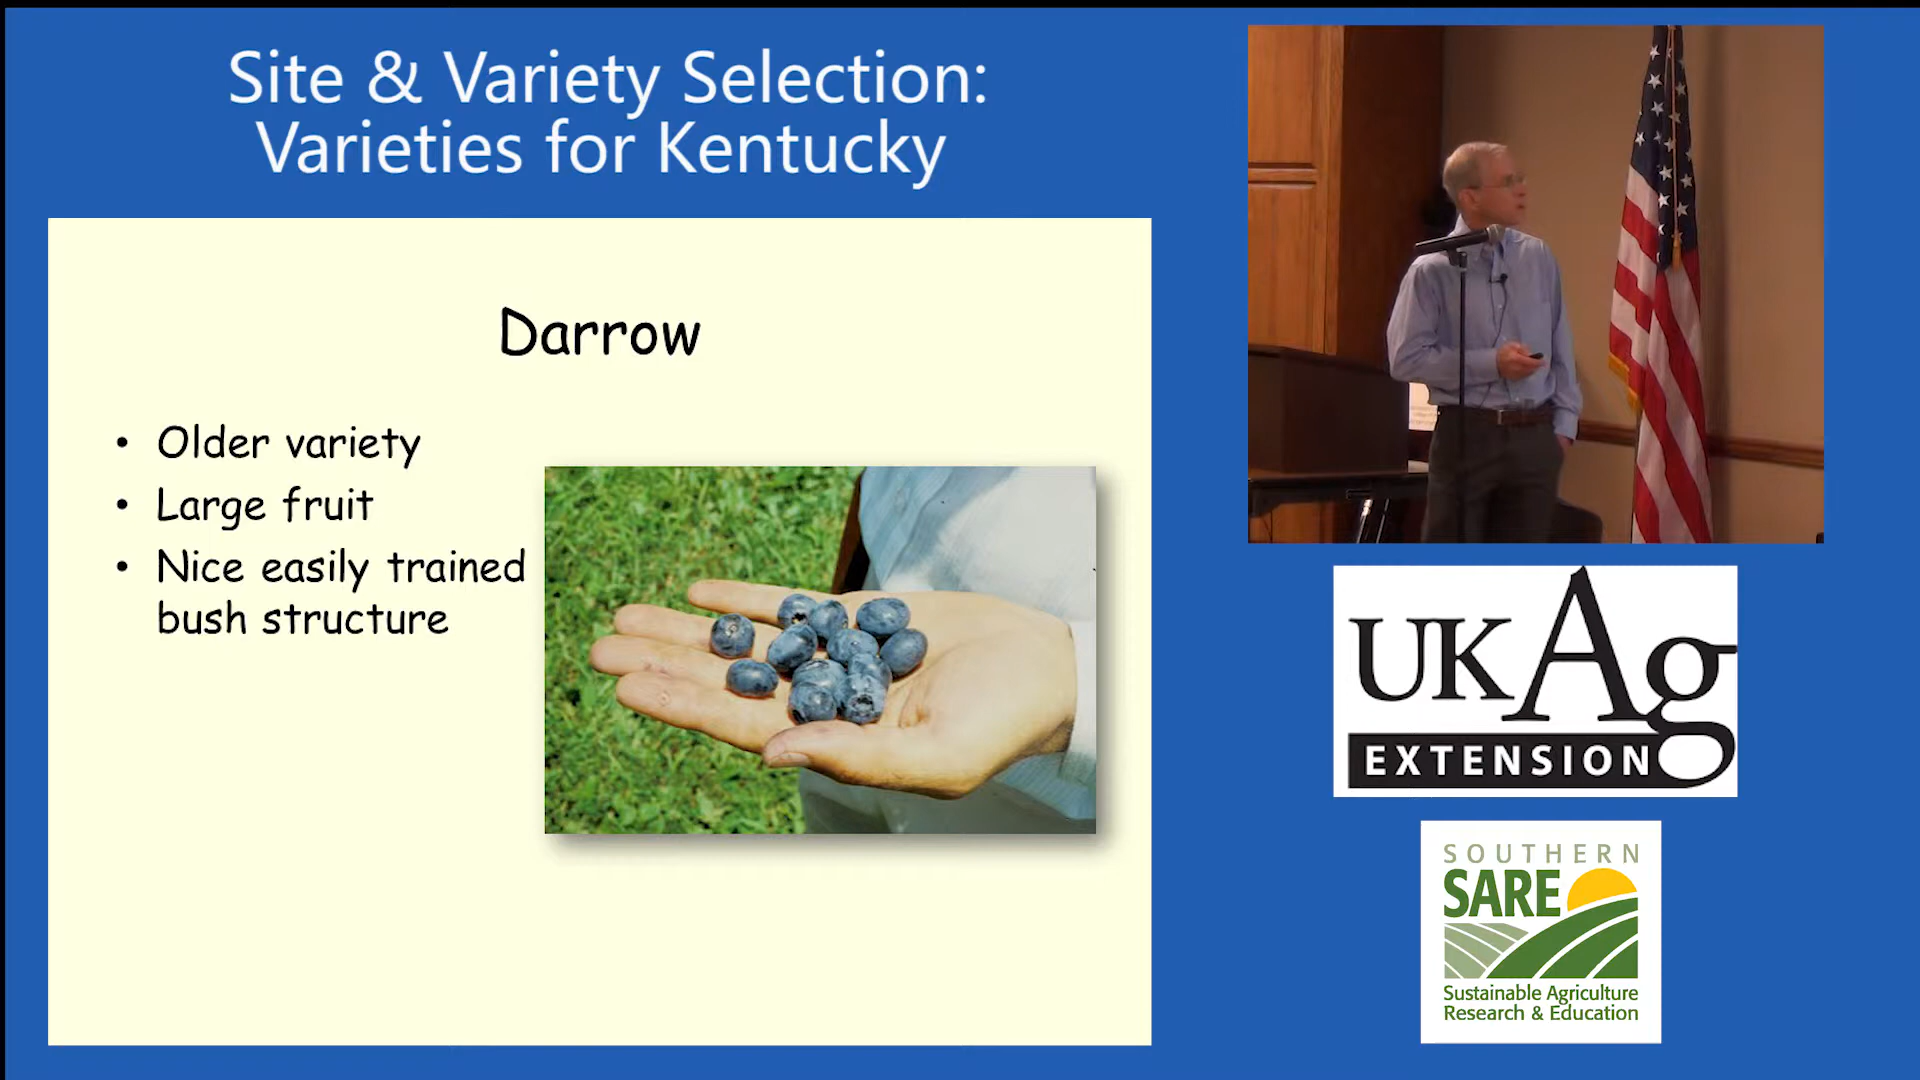 Site & Variety Selection:
Varieties for Kentucky
Darrow
• Older variety
• Large fruit
• Nice easily trained
bush structure
UKAg
EXTENSION
SOUTHERN
SARE
Sustainable Agriculture
Research & Education